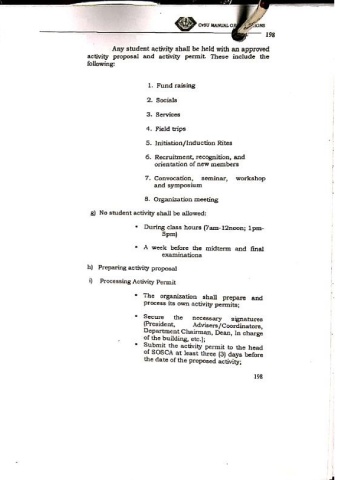 CvSU MANUAL OF
198
Any student activity shall be held with an approved
activity proposal and activity permit. These include the
following:
1. Fund raising
2. Socials
3. Services
4. Field trips
5. Initiation/Induction Rites
6. Recruitment, recognition, and
orientation of new members
7. Convocation, seminar, workshop
and symposium
8. Organization meeting
g) No student activity shall be allowed:
• During class hours (7am-12noon; 1pm-
5pm)
• A week before the midterm and final
examinations
h) Preparing activity proposal
i) Processing Activity Permit
• The organization shall prepare and
process its own activity permits;
• Secure the necessary signatures
(President, Advisers/Coordinators,
Department Chairman, Dean, in charge
of the building, etc.);
• Submit the activity permit to the head
of SOSCA at least three (3) days before
the date of the proposed activity;
198